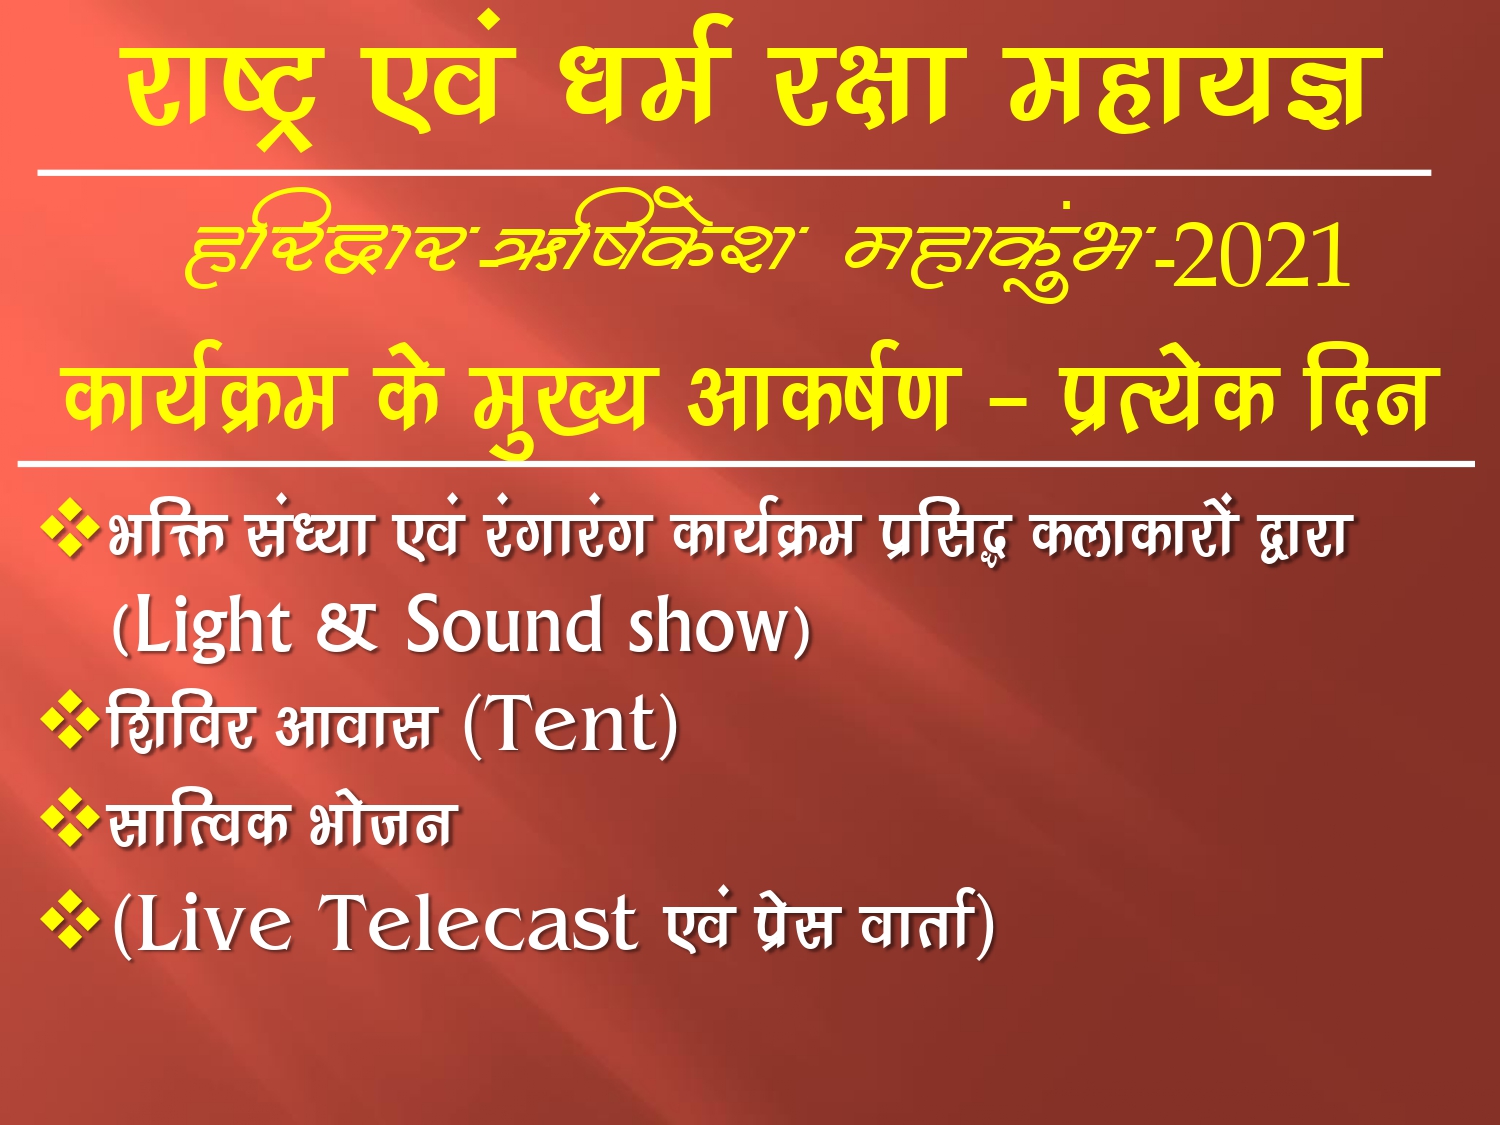 राष्ट्र एवं धर्म रक्षा महायज्ञ
हरिद्वार-ऋषिकेश महाकुंभ-2021
कार्यक्रम के मुख्य आकर्षण – प्रत्येक दिन
❖भक्ति संध्या एवं रंगारंग कार्यक्रम प्रसिद्ध कलाकारों द्वारा
(Light & Sound show)
❖शिविर आवास (Tent)
❖सात्विक भोजन
❖(Live Telecast एवं प्रेस वार्ता)